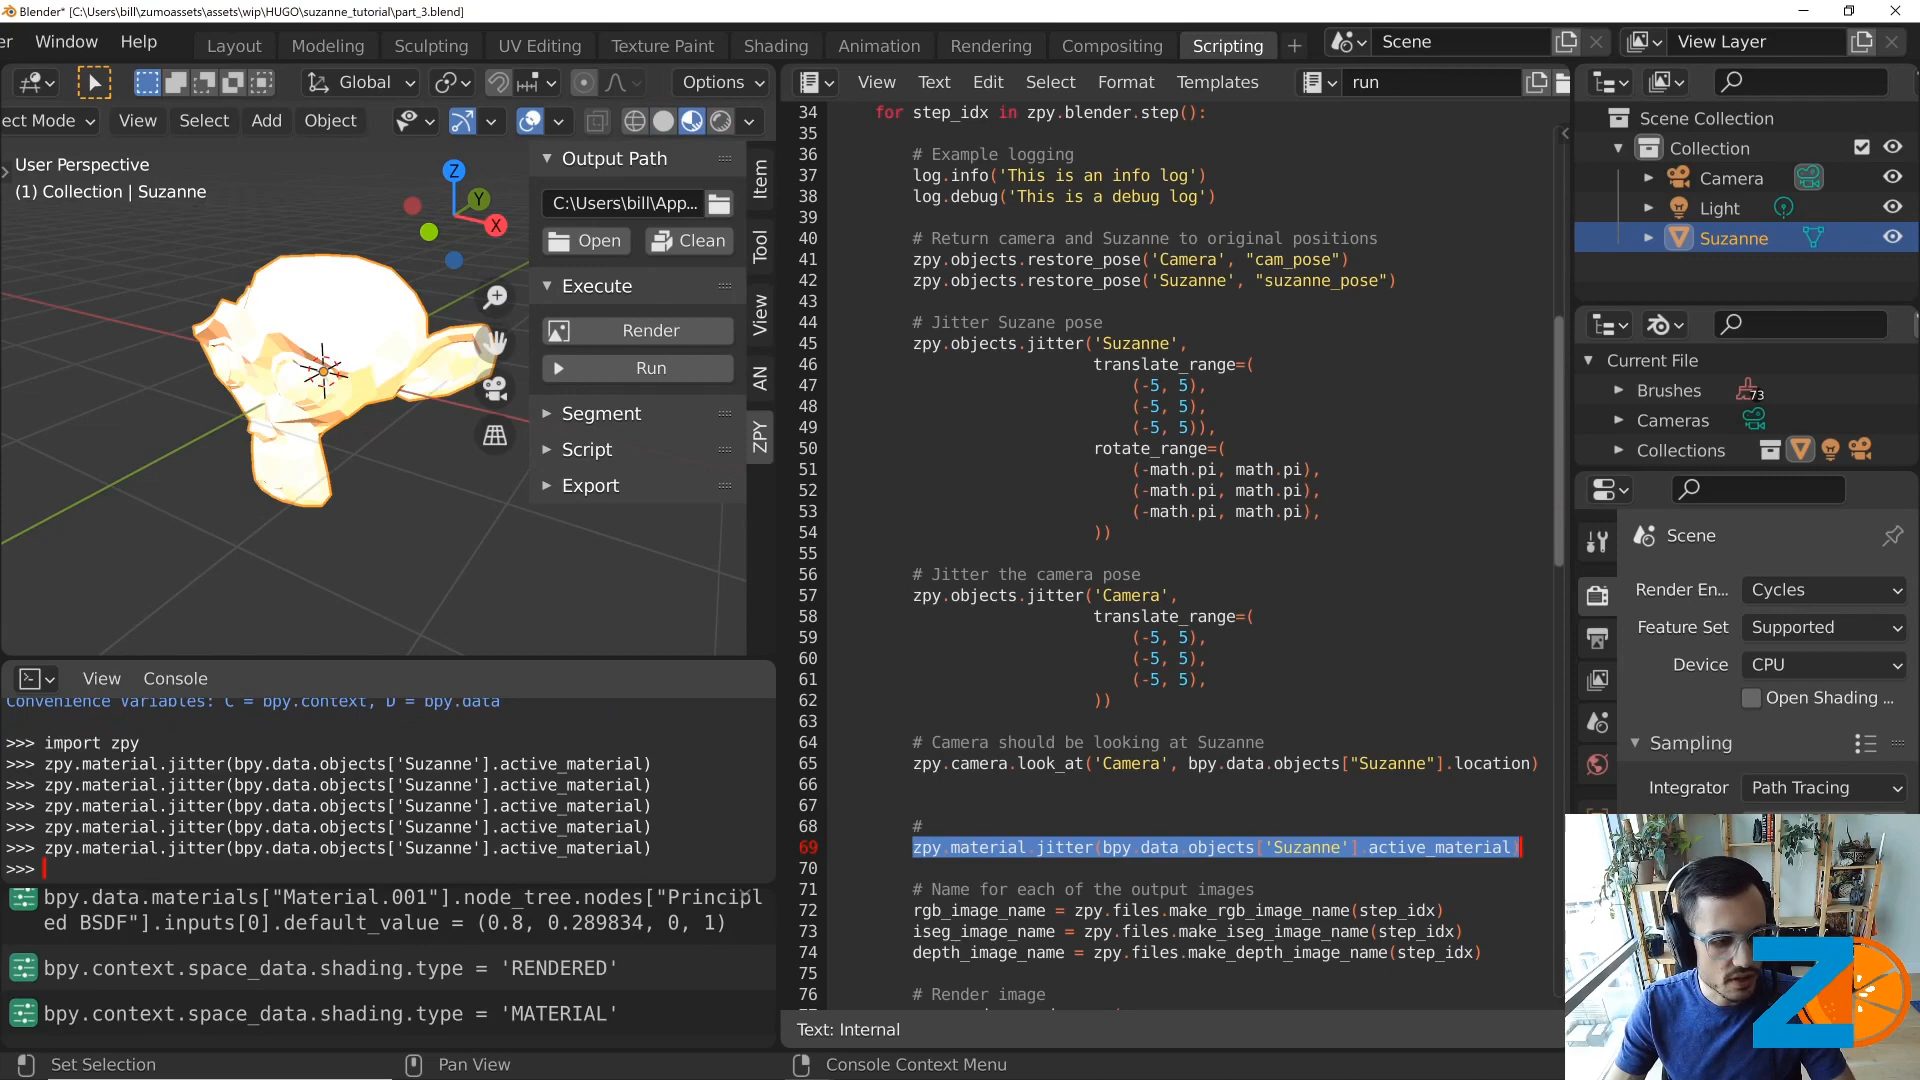 Blender* [C:\Users\bill\zumoassets\assets\wip\HUGO\suzanne_tutorial\part_3.blend]
er Window Help
Layout Modeling Sculpting UV Editing Texture Paint Shading Animation Rendering Compositing Scripting
Scene
View Layer
Global
Options
ect Mode View Select Add Object
User Perspective
(1) Collection | Suzanne
Z
Y
X
Output Path
C:\Users\bill\App...
Open Clean
Execute
Render
Run
Segment
Script
Export
Item
Tool
View
AN
ZPY
View Console
Convenience Variables: C = bpy.context, D = bpy.data
>>> import zpy
>>> zpy.material.jitter(bpy.data.objects['Suzanne'].active_material)
>>> zpy.material.jitter(bpy.data.objects['Suzanne'].active_material)
>>> zpy.material.jitter(bpy.data.objects['Suzanne'].active_material)
>>> zpy.material.jitter(bpy.data.objects['Suzanne'].active_material)
>>> zpy.material.jitter(bpy.data.objects['Suzanne'].active_material)
>>>
bpy.data.materials["Material.001"].node_tree.nodes["Principl
ed BSDF"].inputs[0].default_value = (0.8, 0.289834, 0, 1)
bpy.context.space_data.shading.type = 'RENDERED'
bpy.context.space_data.shading.type = 'MATERIAL'
View Text Edit Select Format Templates
run
34 for step_idx in zpy.blender.step():
35
36 # Example logging
37 log.info('This is an info log')
38 log.debug('This is a debug log')
39
40 # Return camera and Suzanne to original positions
41 zpy.objects.restore_pose('Camera', "cam_pose")
42 zpy.objects.restore_pose('Suzanne', "suzanne_pose")
43
44 # Jitter Suzane pose
45 zpy.objects.jitter('Suzanne',
46 translate_range=(
47 (-5, 5),
48 (-5, 5),
49 (-5, 5)),
50 rotate_range=(
51 (-math.pi, math.pi),
52 (-math.pi, math.pi),
53 (-math.pi, math.pi),
54 ))
55
56 # Jitter the camera pose
57 zpy.objects.jitter('Camera',
58 translate_range=(
59 (-5, 5),
60 (-5, 5),
61 (-5, 5),
62 ))
63
64 # Camera should be looking at Suzanne
65 zpy.camera.look_at('Camera', bpy.data.objects["Suzanne"].location)
66
67
68 #
69 zpy.material.jitter(bpy.data.objects['Suzanne'].active_material)
70
71 # Name for each of the output images
72 rgb_image_name = zpy.files.make_rgb_image_name(step_idx)
73 iseg_image_name = zpy.files.make_iseg_image_name(step_idx)
74 depth_image_name = zpy.files.make_depth_image_name(step_idx)
75
76 # Render image
Text: Internal
Scene Collection
Collection
Camera
Light
Suzanne
Current File
Brushes 73
Cameras
Collections
Scene
Render En... Cycles
Feature Set Supported
Device CPU
Open Shading ...
Sampling
Integrator Path Tracing
Z
Set Selection
Pan View
Console Context Menu